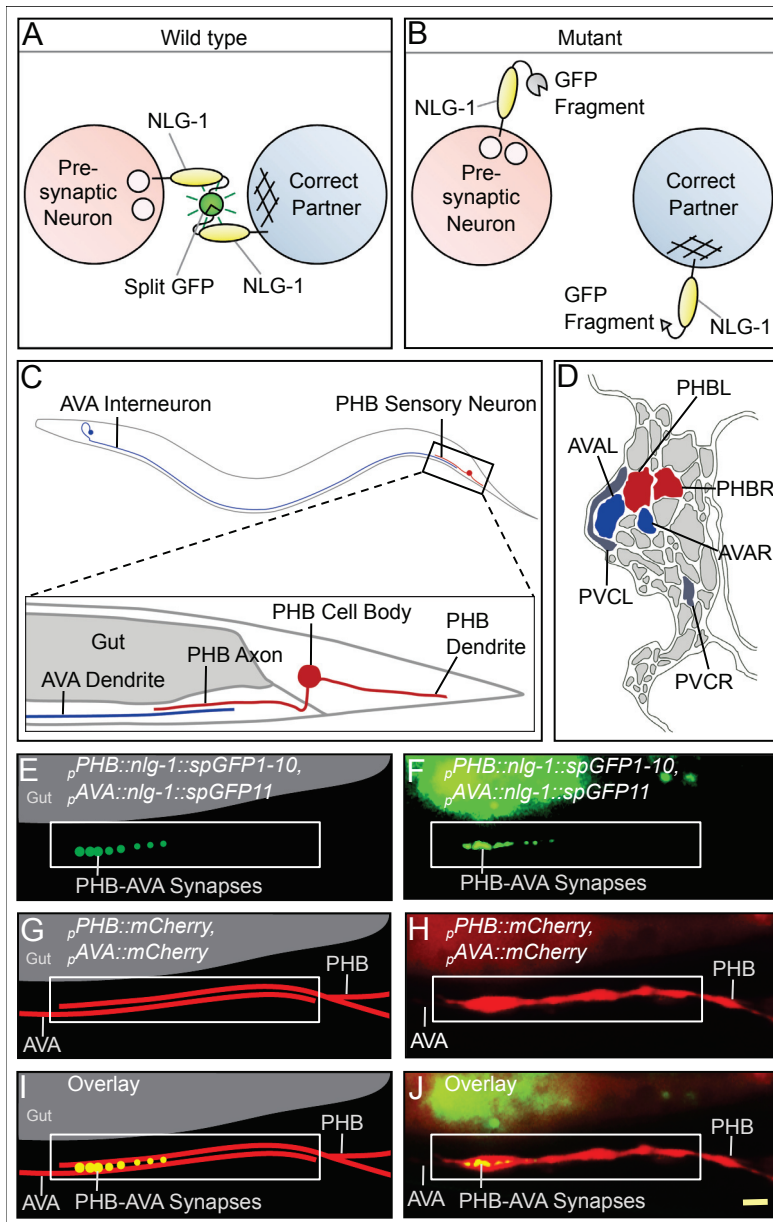 A
Wild type
NLG-1
Pre-
synaptic
Neuron
Correct
Partner
Split GFP
NLG-1
B
Mutant
NLG-1
GFP
Fragment
Pre-
synaptic
Neuron
Correct
Partner
GFP
Fragment
NLG-1
C
AVA Interneuron
PHB Sensory Neuron
PHB Cell Body
PHB
Dendrite
Gut
PHB Axon
AVA Dendrite
D
PHBL
AVAL
PHBR
AVAR
PVCL
PVCR
E
pPHB::nlg-1::spGFP1-10,
pAVA::nlg-1::spGFP11
Gut
PHB-AVA Synapses
F
pPHB::nlg-1::spGFP1-10,
pAVA::nlg-1::spGFP11
PHB-AVA Synapses
G
pPHB::mCherry,
pAVA::mCherry
Gut
PHB
AVA
H
pPHB::mCherry,
pAVA::mCherry
PHB
AVA
I
Overlay
Gut
PHB
AVA
PHB-AVA Synapses
J
Overlay
PHB
AVA
PHB-AVA Synapses